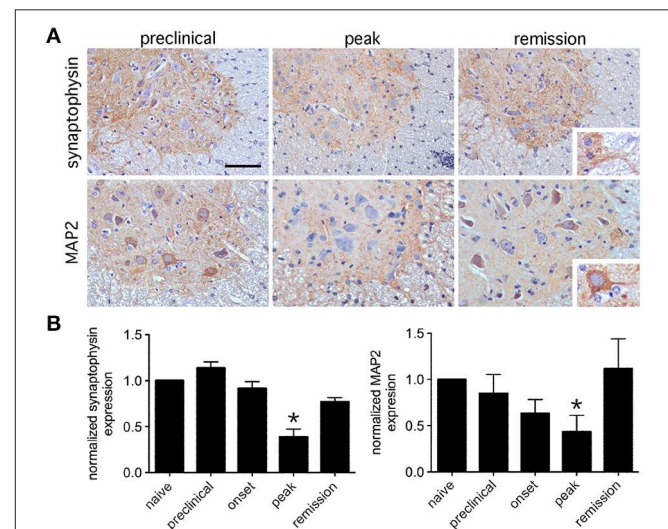 A
preclinical peak remission
synaptophysin
MAP2
B
normalized synaptophysin
expression
1.5
1.0
0.5
0.0
*
naive preclinical onset peak remission
normalized MAP2
expression
1.5
1.0
0.5
0.0
*
naive preclinical onset peak remission